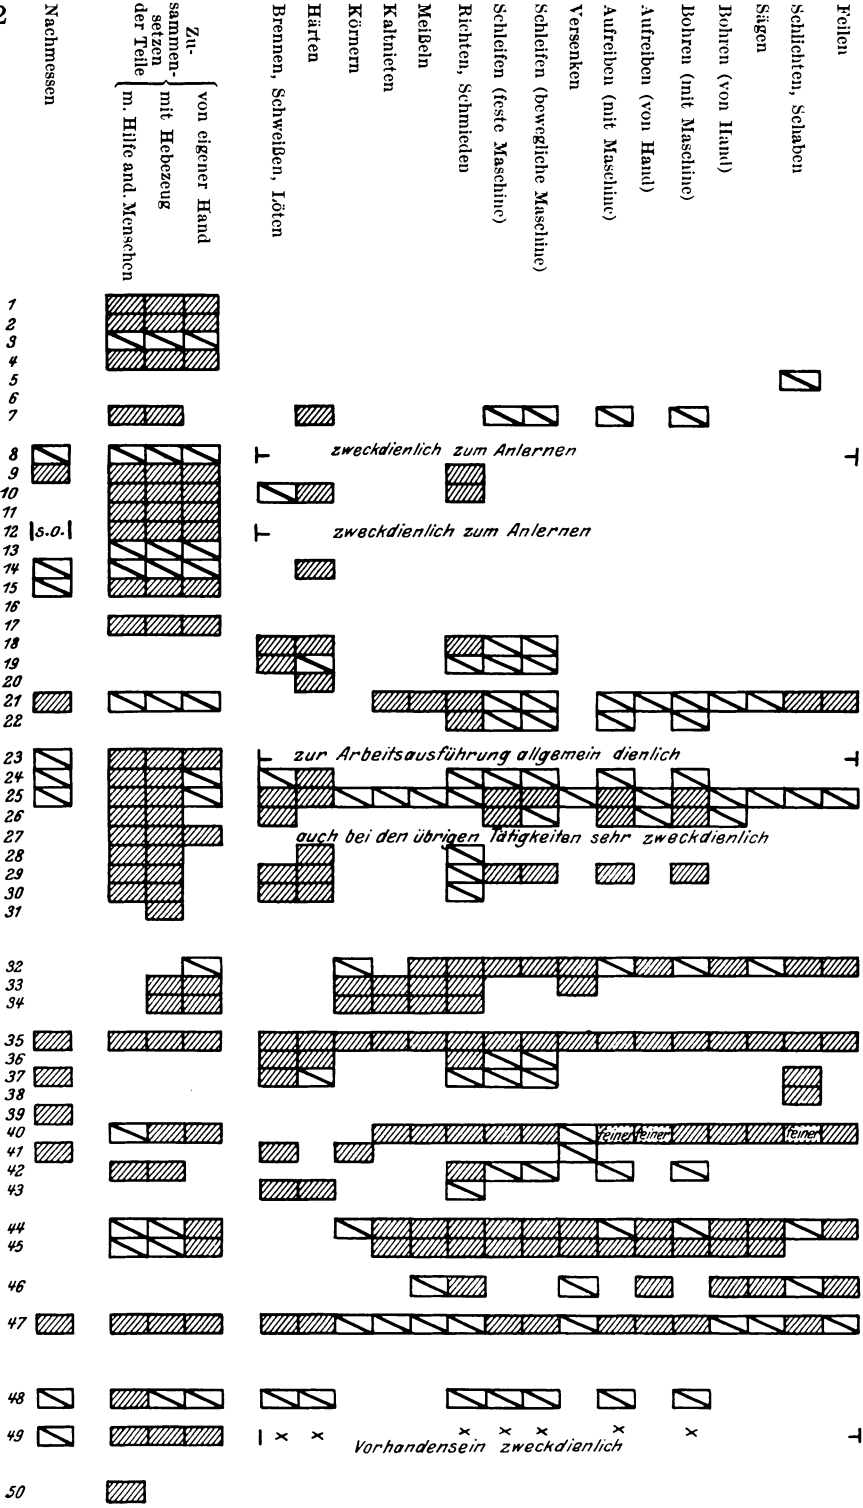 2
Nachmessen
Zu-
sammen-
setzen
der Teile
m. Hilfe and. Menschen
mit Hebezeug
von eigener Hand
Brennen, Schweißen, Löten
Härten
Körnern
Kaltnieten
Meißeln
Richten, Schmieden
Schleifen (feste Maschine)
Schleifen (bewegliche Maschine)
Versenken
Aufreiben (mit Maschine)
Aufreiben (von Hand)
Bohren (mit Maschine)
Bohren (von Hand)
Sägen
Schlichten, Schaben
Feilen
1
2
3
4
5
6
7
8 zweckdienlich zum Anlernen
9
10
11
12 s.o. zweckdienlich zum Anlernen
13
14
15
16
17
18
19
20
21
22
23 zur Arbeitsausführung allgemein dienlich
24
25
26
27 auch bei den übrigen Tätigkeiten sehr zweckdienlich
28
29
30
31
32
33
34
35
36
37
38
39
40 feiner feiner feiner
41
42
43
44
45
46
47
48
49 x x x x x x x
Vorhandensein zweckdienlich
50